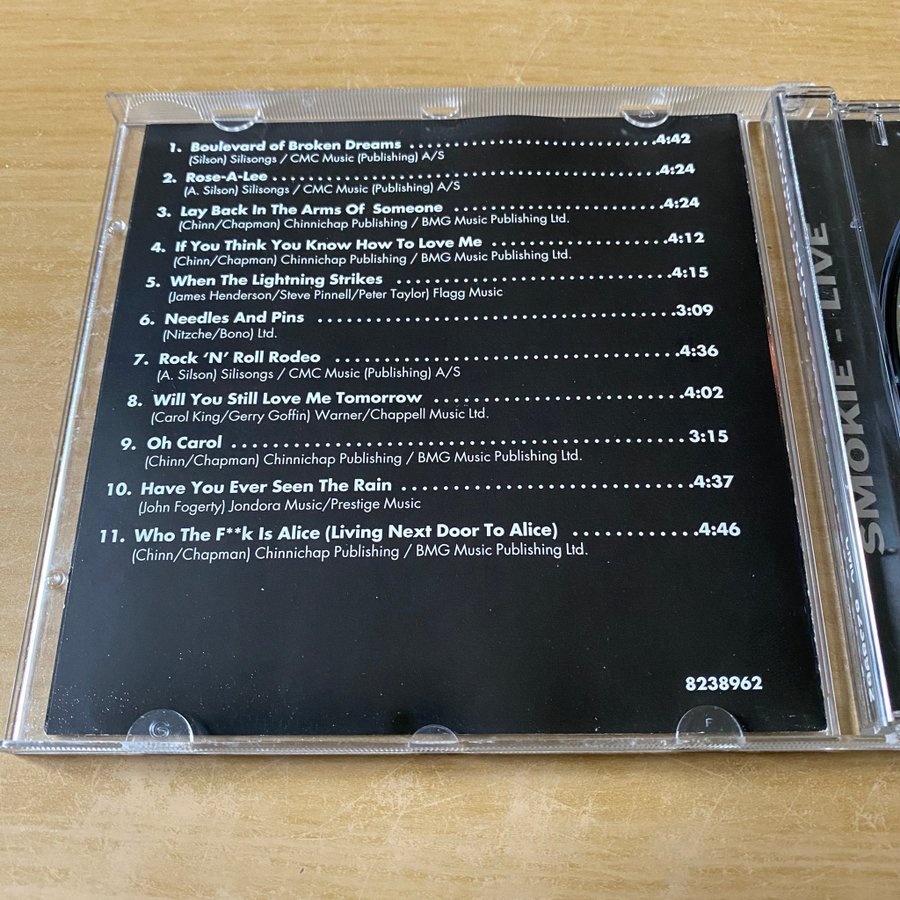 1. Boulevard of Broken Dreams ........................................4:42
(Silson) Silisongs / CMC Music (Publishing) A/S
2. Rose-A-Lee ........................................4:24
(A. Silson) Silisongs / CMC Music (Publishing) A/S
3. Lay Back In The Arms Of Someone ........................................4:24
(Chinn/Chapman) Chinnichap Publishing / BMG Music Publishing Ltd.
4. If You Think You Know How To Love Me ........................................4:12
(Chinn/Chapman) Chinnichap Publishing / BMG Music Publishing Ltd.
5. When The Lightning Strikes ........................................4:15
(James Henderson/Steve Pinnell/Peter Taylor) Flagg Music
6. Needles And Pins ........................................3:09
(Nitzche/Bono) Ltd.
7. Rock ‘N’ Roll Rodeo ........................................4:36
(A. Silson) Silisongs / CMC Music (Publishing) A/S
8. Will You Still Love Me Tomorrow ........................................4:02
(Carol King/Gerry Goffin) Warner/Chappell Music Ltd.
9. Oh Carol ........................................3:15
(Chinn/Chapman) Chinnichap Publishing / BMG Music Publishing Ltd.
10. Have You Ever Seen The Rain ........................................4:37
(John Fogerty) Jondora Music/Prestige Music
11. Who The F**k Is Alice (Living Next Door To Alice) .............4:46
(Chinn/Chapman) Chinnichap Publishing / BMG Music Publishing Ltd.
8238962
G
F
SMOKIE - LIVE